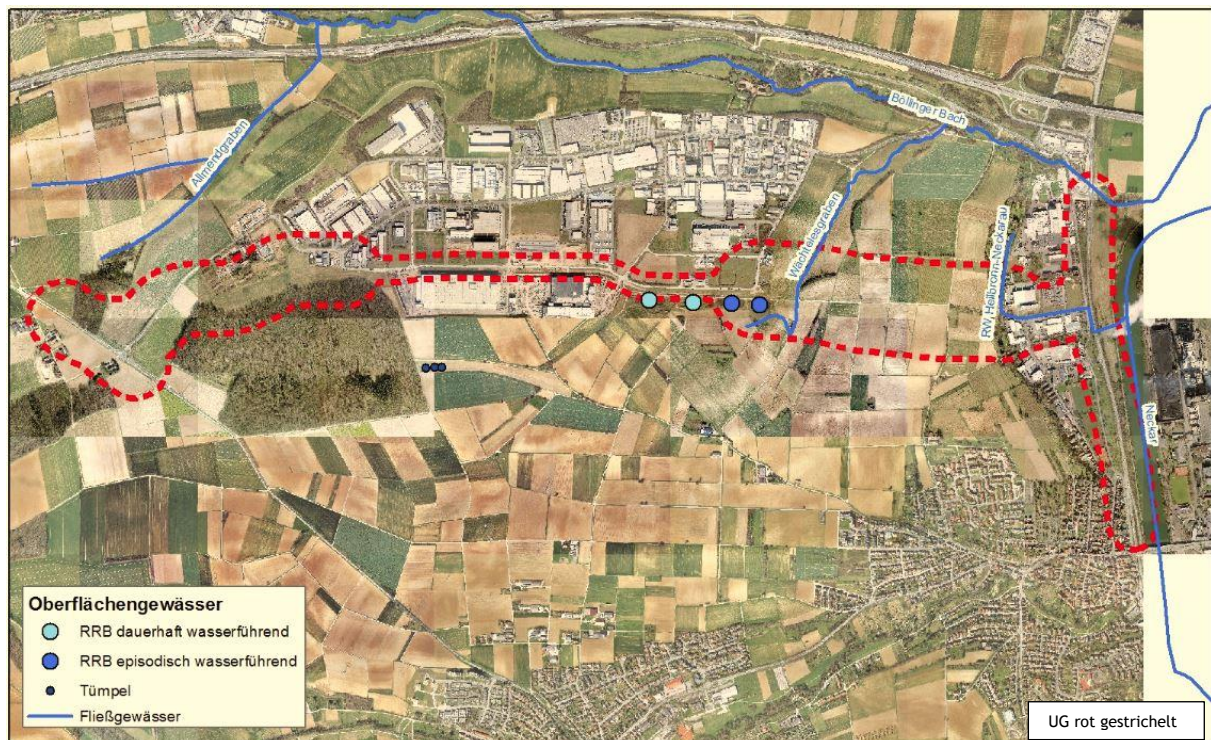 Allmendgraben
Böllinger Bach
Wächtelesgraben
RW Heilbronn-Neckarau
Neckar
Oberflächengewässer
RRB dauerhaft wasserführend
RRB episodisch wasserführend
Tümpel
Fließgewässer
UG rot gestrichelt